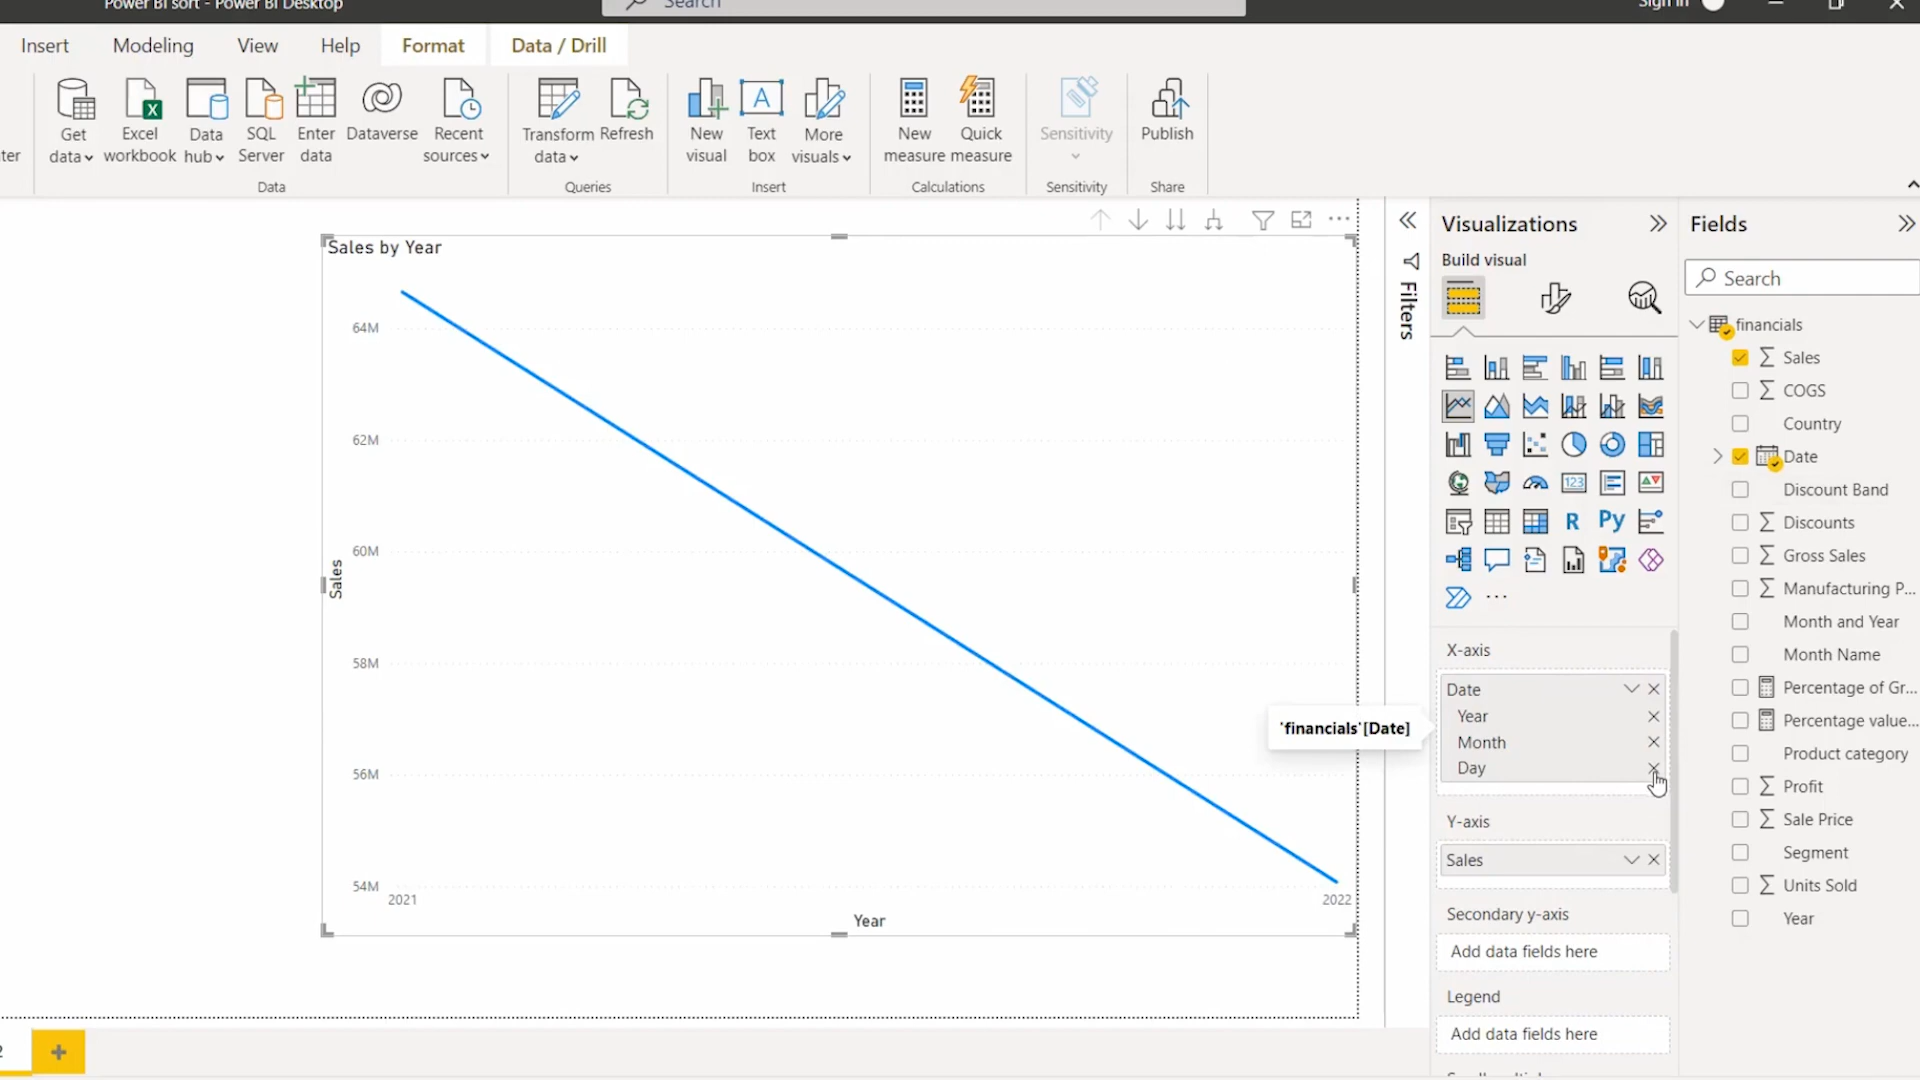 Power BI sort - Power BI Desktop
Search
Sign in
Insert
Modeling
View
Help
Format
Data / Drill
ter
Get data
Excel workbook
Data hub
SQL Server
Enter data
Dataverse
Recent sources
Transform data
Refresh
New visual
Text box
More visuals
New measure
Quick measure
Sensitivity
Publish
Data
Queries
Insert
Calculations
Sensitivity
Share
Sales by Year
64M
62M
60M
58M
56M
54M
Sales
2021
2022
Year
Filters
Visualizations
Build visual
123
R
Py
X-axis
Date
Year
Month
Day
'financials'[Date]
Y-axis
Sales
Secondary y-axis
Add data fields here
Legend
Add data fields here
Fields
Search
financials
Sales
COGS
Country
Date
Discount Band
Discounts
Gross Sales
Manufacturing P...
Month and Year
Month Name
Percentage of Gr...
Percentage value...
Product category
Profit
Sale Price
Segment
Units Sold
Year